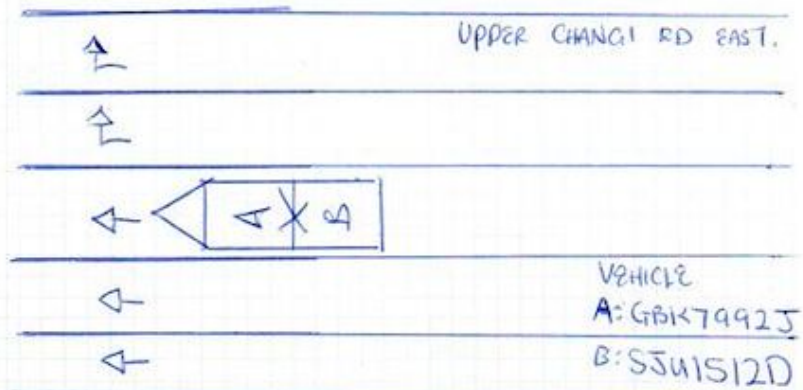 UPPER CHANGI RD EAST.
A X B
VEHICLE
A: GBK7992J
B: SJU1512D